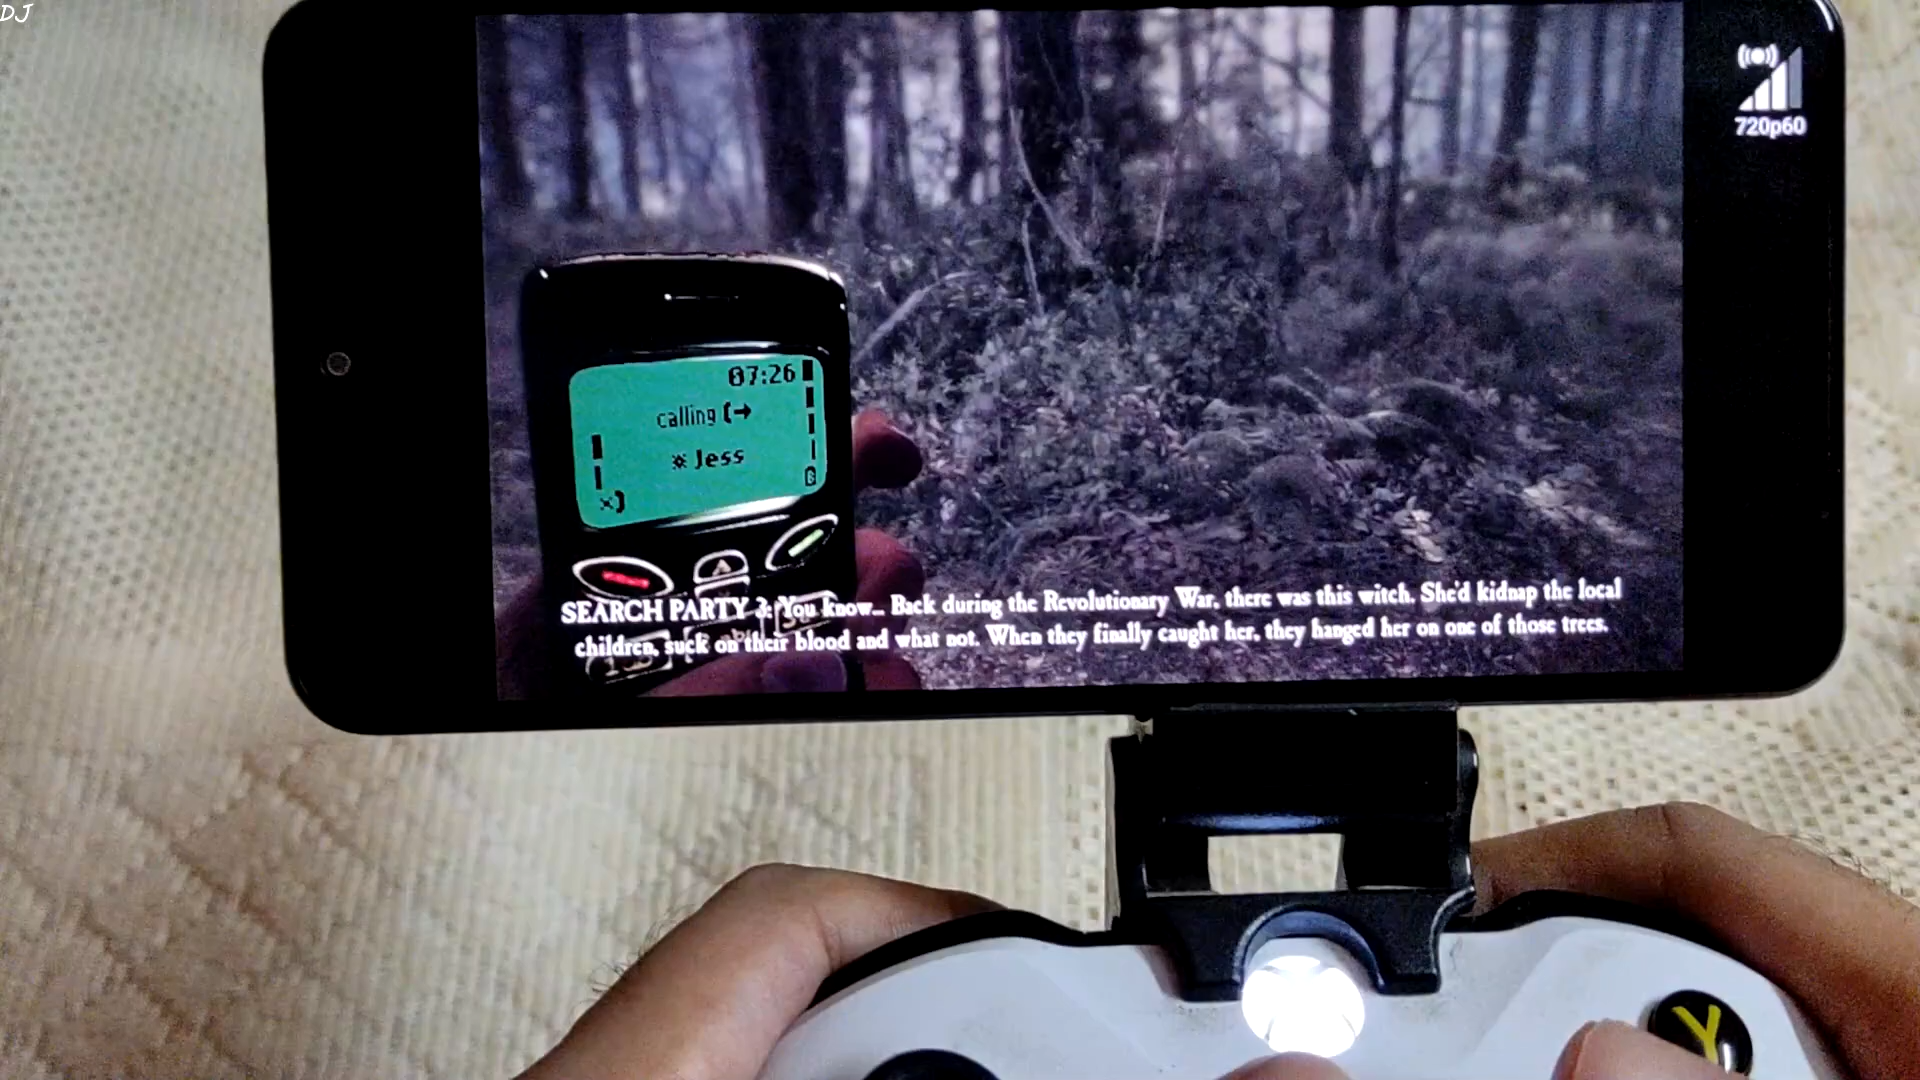 DJ
720p60
07:26
calling
Jess
SEARCH PARTY 3: You know... Back during the Revolutionary War, there was this witch. She'd kidnap the local
children, suck on their blood and what not. When they finally caught her, they hanged her on one of those trees.
Y